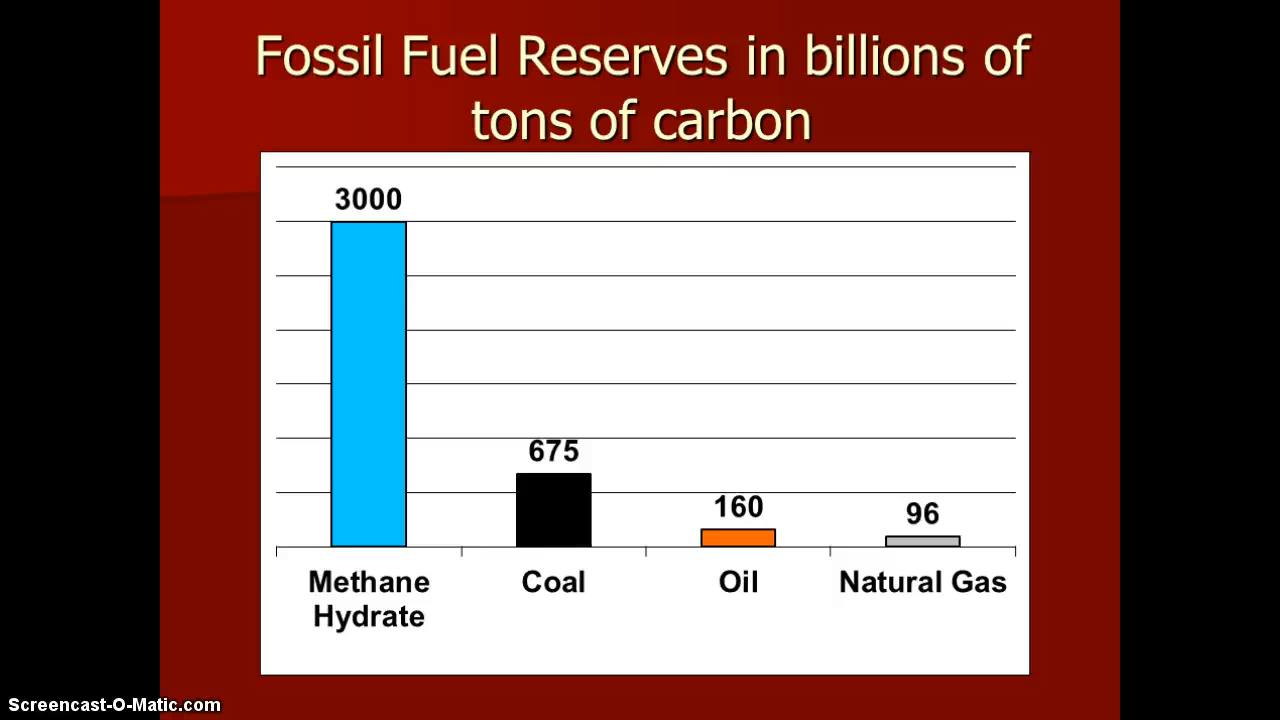 Fossil Fuel Reserves in billions of
tons of carbon
3000
675
160
96
Methane
Hydrate
Coal
Oil
Natural Gas
Screencast-O-Matic.com